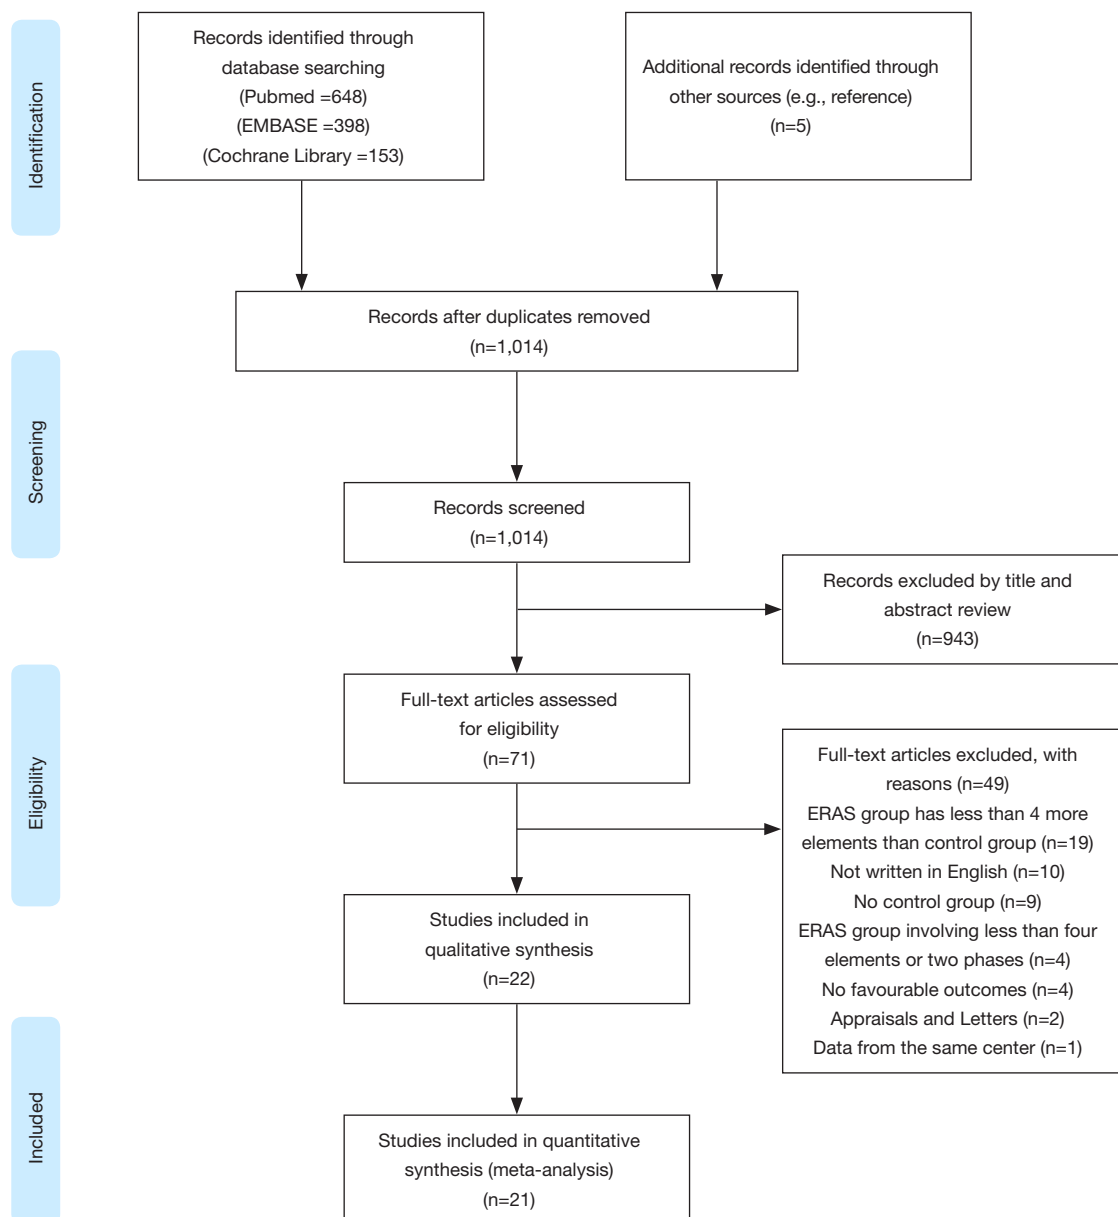 Identification
Records identified through
database searching
(Pubmed =648)
(EMBASE =398)
(Cochrane Library =153)
Additional records identified through
other sources (e.g., reference)
(n=5)
Records after duplicates removed
(n=1,014)
Screening
Records screened
(n=1,014)
Records excluded by title and
abstract review
(n=943)
Eligibility
Full-text articles assessed
for eligibility
(n=71)
Full-text articles excluded, with
reasons (n=49)
ERAS group has less than 4 more
elements than control group (n=19)
Not written in English (n=10)
No control group (n=9)
ERAS group involving less than four
elements or two phases (n=4)
No favourable outcomes (n=4)
Appraisals and Letters (n=2)
Data from the same center (n=1)
Studies included in
qualitative synthesis
(n=22)
Included
Studies included in quantitative
synthesis (meta-analysis)
(n=21)